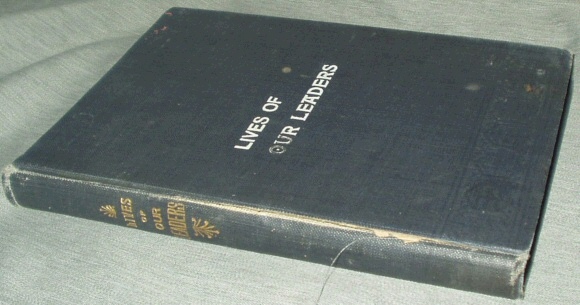 LIVES OF
OUR LEADERS
LIVES
OF
OUR
LEADERS